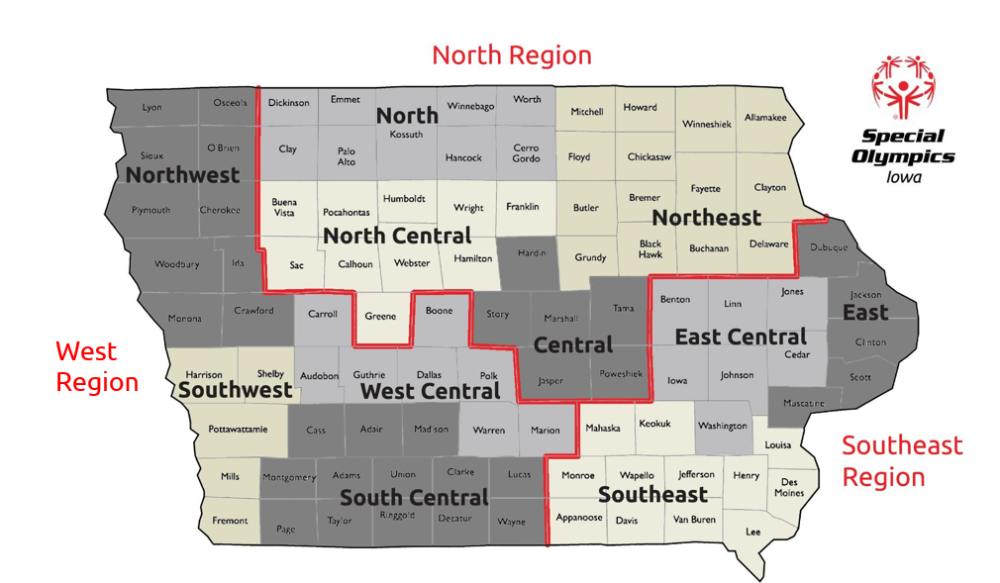 North Region
Special
Olympics
Iowa
Lyon
Osceola
Dickinson
Emmet
Winnebago
Worth
North
Kossuth
Mitchell
Howard
Winneshiek
Allamakee
Sioux
O Brien
Clay
Palo
Alto
Hancock
Cerro
Gordo
Floyd
Chickasaw
Northwest
Plymouth
Cherokee
Buena
Vista
Pocahontas
Humboldt
Wright
Franklin
Butler
Bremer
Fayette
Clayton
Northeast
North Central
Woodbury
Ida
Sac
Calhoun
Webster
Hamilton
Hardin
Grundy
Black
Hawk
Buchanan
Delaware
Dubuque
Monona
Crawford
Carroll
Greene
Boone
Story
Marshall
Tama
Benton
Linn
Jones
Jackson
East
Central
East Central
Cedar
Clinton
West
Region
Harrison
Shelby
Audubon
Guthrie
Dallas
Polk
Jasper
Poweshiek
Iowa
Johnson
Scott
Southwest
West Central
Muscatine
Pottawattamie
Cass
Adair
Madison
Warren
Marion
Mahaska
Keokuk
Washington
Louisa
Southeast
Region
Mills
Montgomery
Adams
Union
Clarke
Lucas
Monroe
Wapello
Jefferson
Henry
Des
Moines
South Central
Southeast
Fremont
Page
Taylor
Ringgold
Decatur
Wayne
Appanoose
Davis
Van Buren
Lee